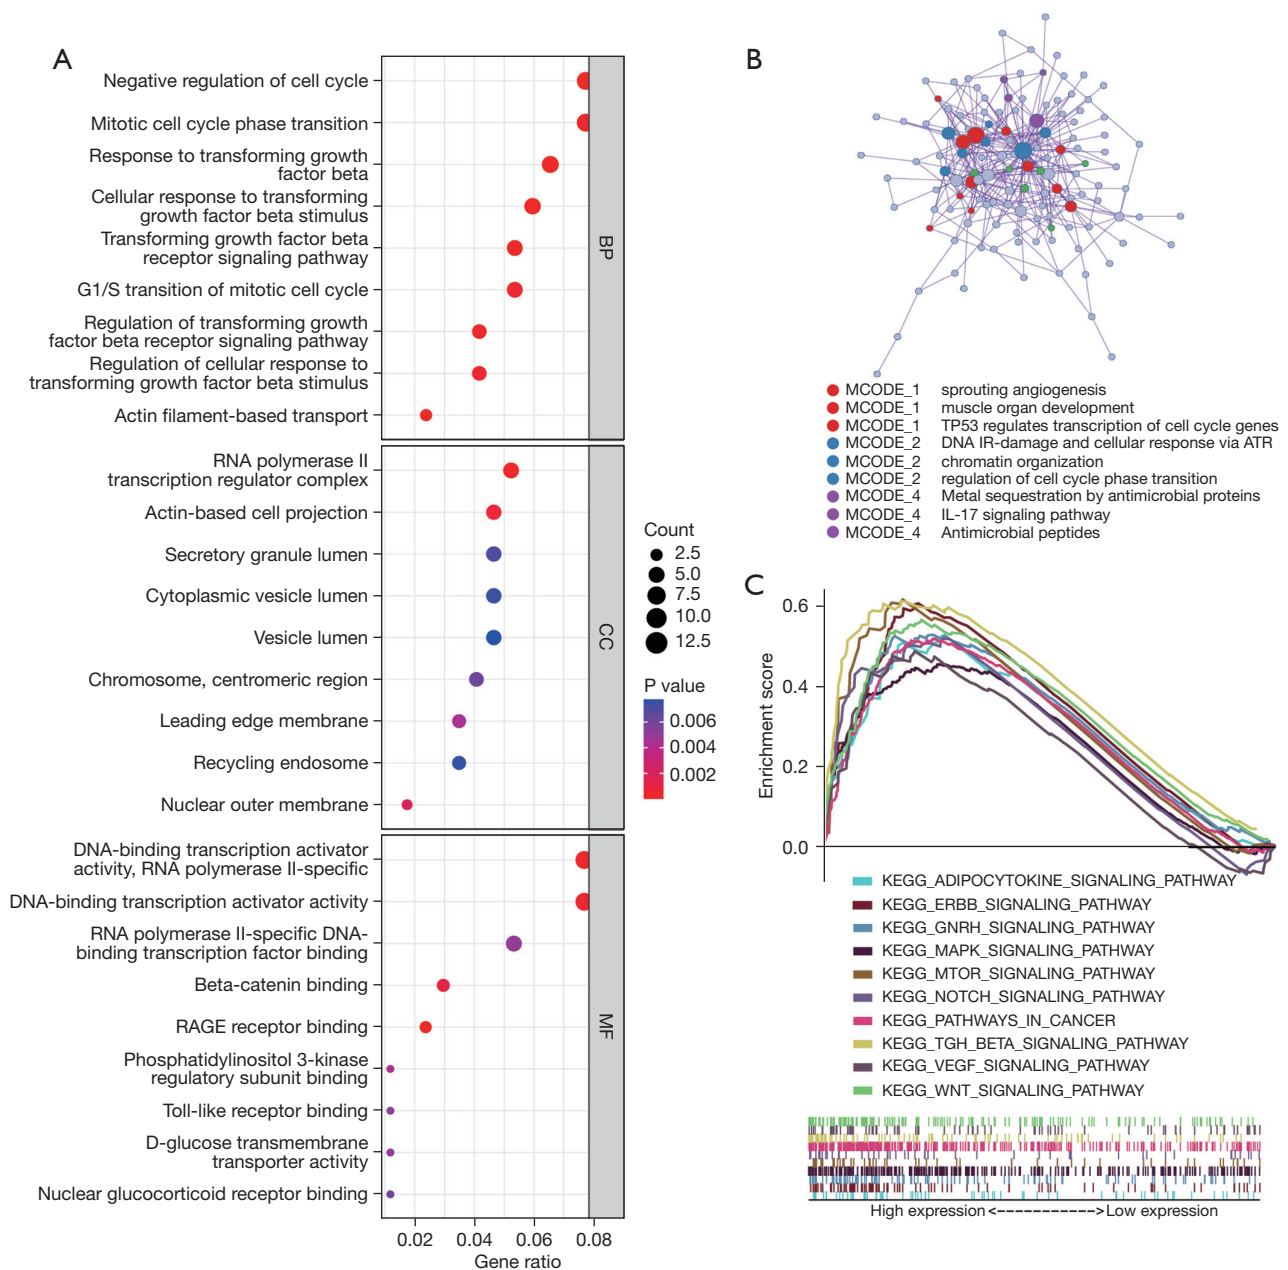 A
Negative regulation of cell cycle
Mitotic cell cycle phase transition
Response to transforming growth
factor beta
Cellular response to transforming
growth factor beta stimulus
Transforming growth factor beta
receptor signaling pathway
G1/S transition of mitotic cell cycle
Regulation of transforming growth
factor beta receptor signaling pathway
Regulation of cellular response to
transforming growth factor beta stimulus
Actin filament-based transport
BP
RNA polymerase II
transcription regulator complex
Actin-based cell projection
Secretory granule lumen
Cytoplasmic vesicle lumen
Vesicle lumen
Chromosome, centromeric region
Leading edge membrane
Recycling endosome
Nuclear outer membrane
CC
DNA-binding transcription activator
activity, RNA polymerase II-specific
DNA-binding transcription activator activity
RNA polymerase II-specific DNA-
binding transcription factor binding
Beta-catenin binding
RAGE receptor binding
Phosphatidylinositol 3-kinase
regulatory subunit binding
Toll-like receptor binding
D-glucose transmembrane
transporter activity
Nuclear glucocorticoid receptor binding
MF
0.02 0.04 0.06 0.08
Gene ratio
Count
2.5
5.0
7.5
10.0
12.5
P value
0.006
0.004
0.002
B
MCODE_1 sprouting angiogenesis
MCODE_1 muscle organ development
MCODE_1 TP53 regulates transcription of cell cycle genes
MCODE_2 DNA IR-damage and cellular response via ATR
MCODE_2 chromatin organization
MCODE_2 regulation of cell cycle phase transition
MCODE_4 Metal sequestration by antimicrobial proteins
MCODE_4 IL-17 signaling pathway
MCODE_4 Antimicrobial peptides
C
Enrichment score
0.6
0.4
0.2
0.0
KEGG_ADIPOCYTOKINE_SIGNALING_PATHWAY
KEGG_ERBB_SIGNALING_PATHWAY
KEGG_GNRH_SIGNALING_PATHWAY
KEGG_MAPK_SIGNALING_PATHWAY
KEGG_MTOR_SIGNALING_PATHWAY
KEGG_NOTCH_SIGNALING_PATHWAY
KEGG_PATHWAYS_IN_CANCER
KEGG_TGH_BETA_SIGNALING_PATHWAY
KEGG_VEGF_SIGNALING_PATHWAY
KEGG_WNT_SIGNALING_PATHWAY
High expression <-----------> Low expression